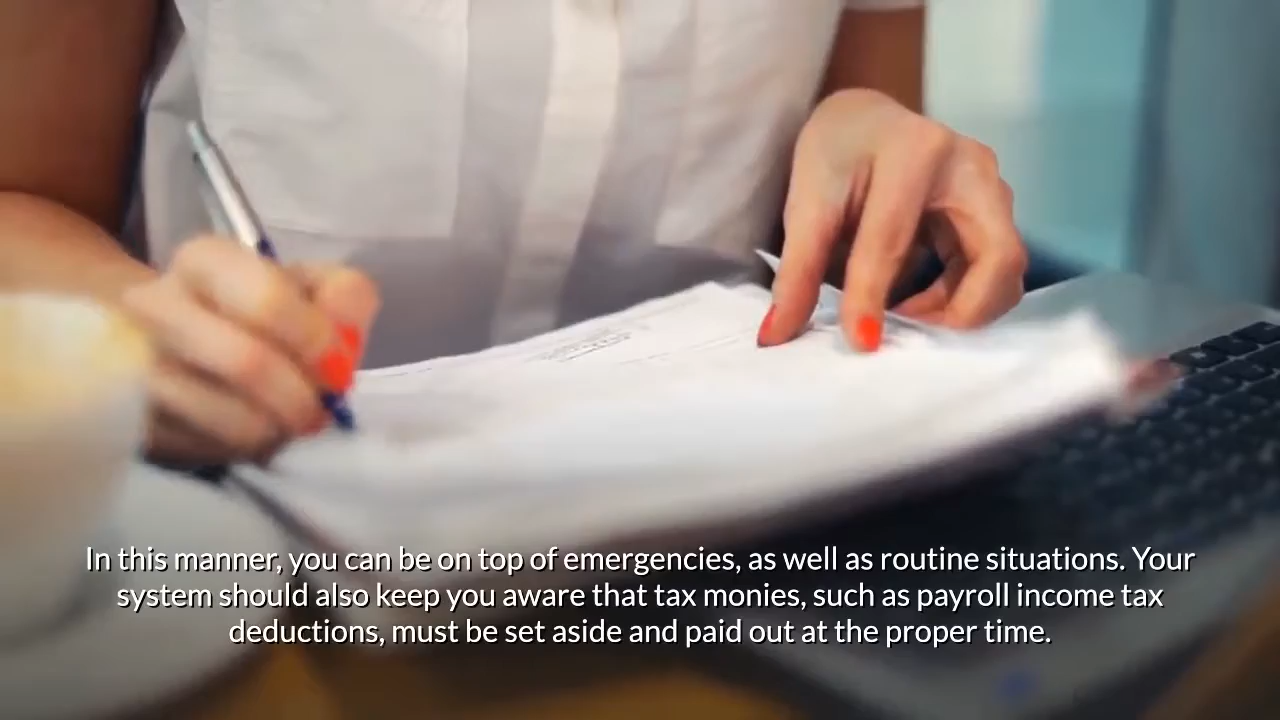 In this manner, you can be on top of emergencies, as well as routine situations. Your
system should also keep you aware that tax monies, such as payroll income tax
deductions, must be set aside and paid out at the proper time.